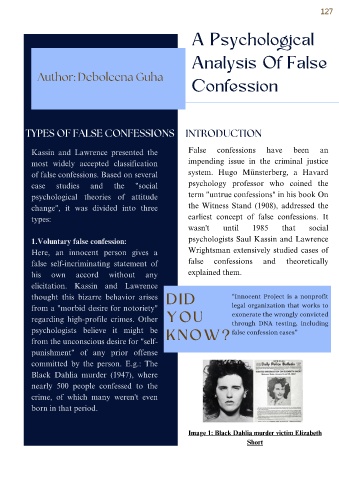 127
A Psychological
Analysis Of False
Confession
Author: Deboleena Guha
TYPES OF FALSE CONFESSIONS
Kassin and Lawrence presented the
most widely accepted classification
of false confessions. Based on several
case studies and the "social
psychological theories of attitude
change", it was divided into three
types:
1.Voluntary false confession:
Here, an innocent person gives a
false self-incriminating statement of
his own accord without any
elicitation. Kassin and Lawrence
thought this bizarre behavior arises
from a "morbid desire for notoriety"
regarding high-profile crimes. Other
psychologists believe it might be
from the unconscious desire for "self-
punishment" of any prior offense
committed by the person. E.g.: The
Black Dahlia murder (1947), where
nearly 500 people confessed to the
crime, of which many weren't even
born in that period.
INTRODUCTION
False confessions have been an
impending issue in the criminal justice
system. Hugo Münsterberg, a Havard
psychology professor who coined the
term "untrue confessions" in his book On
the Witness Stand (1908), addressed the
earliest concept of false confessions. It
wasn't until 1985 that social
psychologists Saul Kassin and Lawrence
Wrightsman extensively studied cases of
false confessions and theoretically
explained them.
DID
YOU
KNOW?
"Innocent Project is a nonprofit
legal organization that works to
exonerate the wrongly convicted
through DNA testing, including
false confession cases"
Image 1: Black Dahlia murder victim Elizabeth
Short